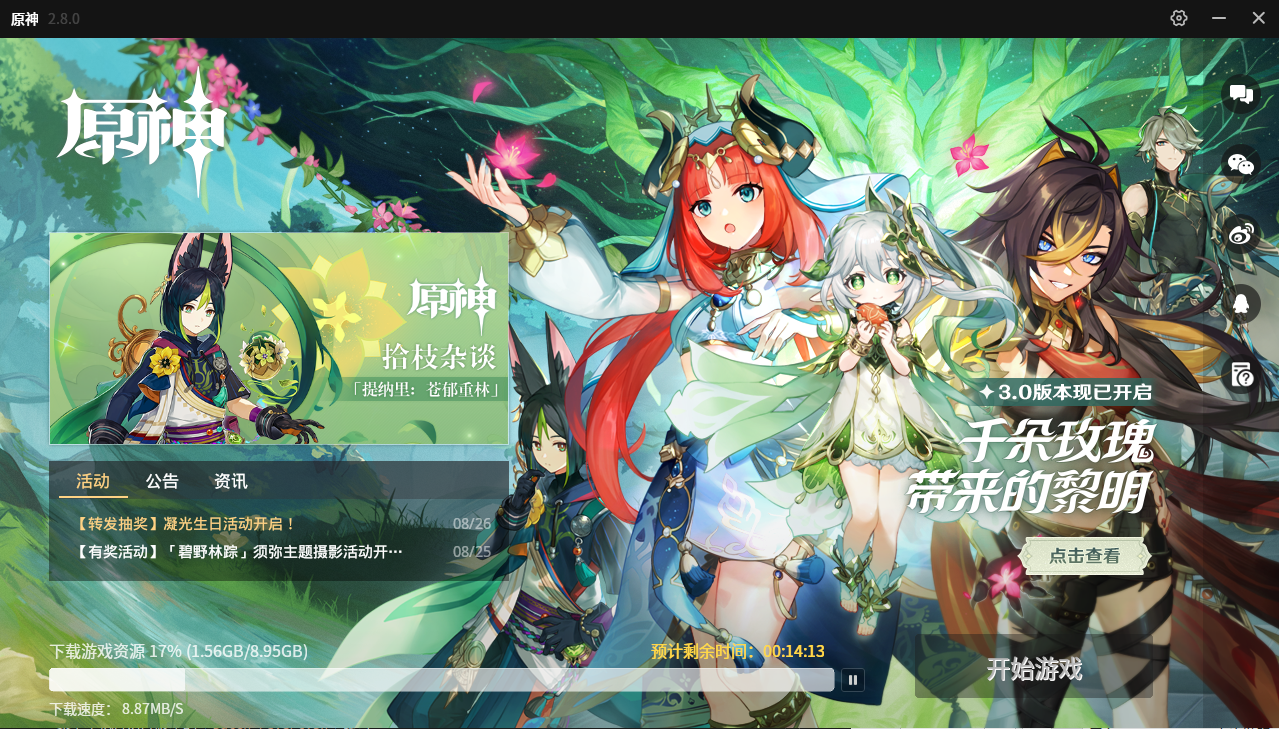 原神 2.8.0
原神
原神
拾枝杂谈
「提纳里：苍郁重林」
活动 公告 资讯
【转发抽奖】凝光生日活动开启！ 08/26
【有奖活动】「碧野林踪」须弥主题摄影活动开… 08/25
3.0版本现已开启
千朵玫瑰
带来的黎明
点击查看
下载游戏资源 17% (1.56GB/8.95GB) 预计剩余时间：00:14:13
开始游戏
下载速度： 8.87MB/S